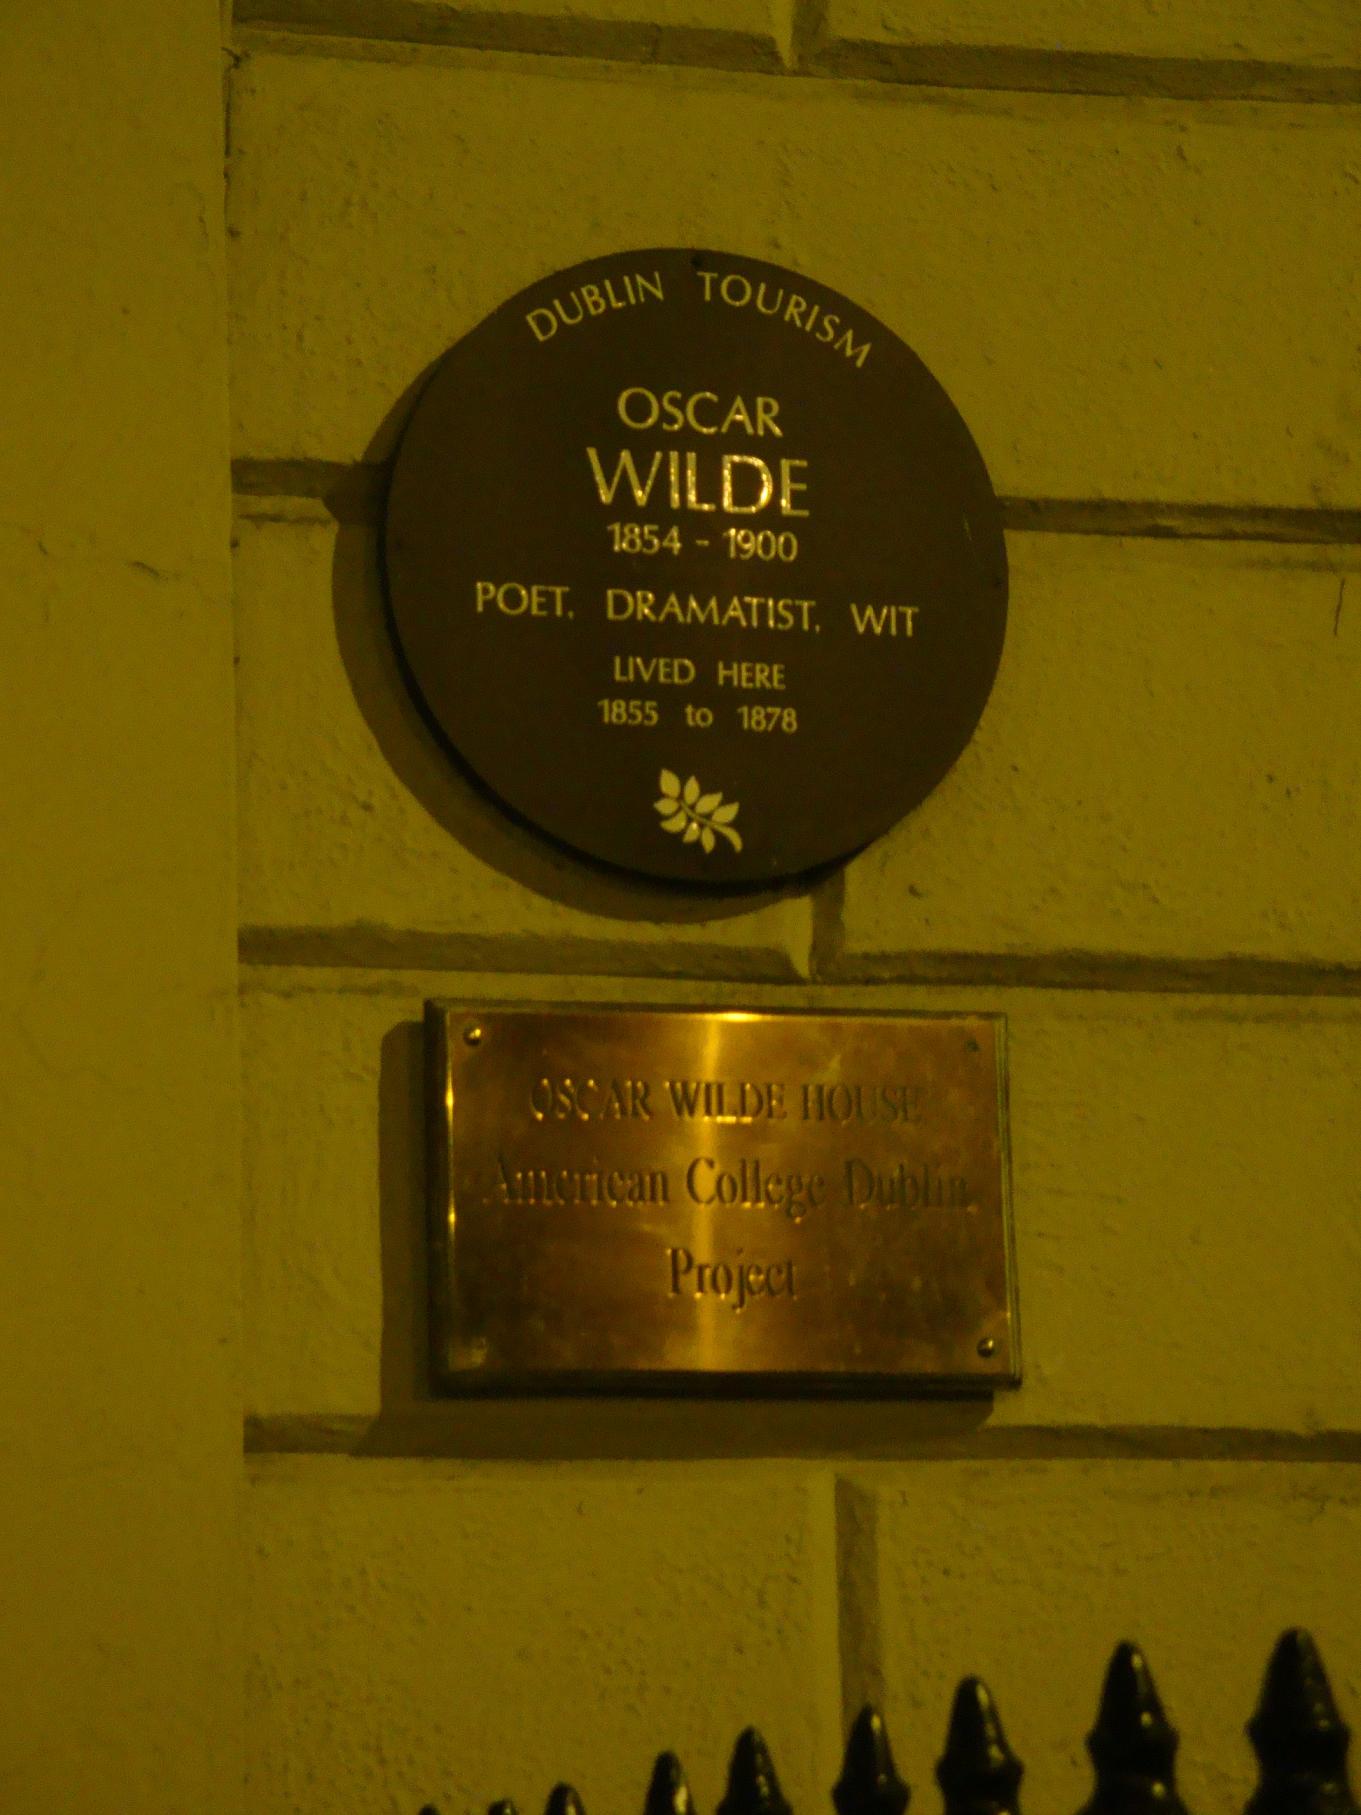 DUBLIN TOURISM
OSCAR
WILDE
1854 - 1900
POET, DRAMATIST, WIT
LIVED HERE
1855 to 1878
OSCAR WILDE HOUSE
American College Dublin
Project